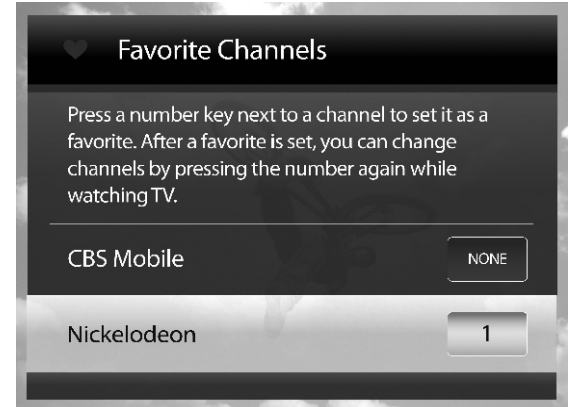 Favorite Channels
Press a number key next to a channel to set it as a
favorite. After a favorite is set, you can change
channels by pressing the number again while
watching TV.
CBS Mobile NONE
Nickelodeon 1